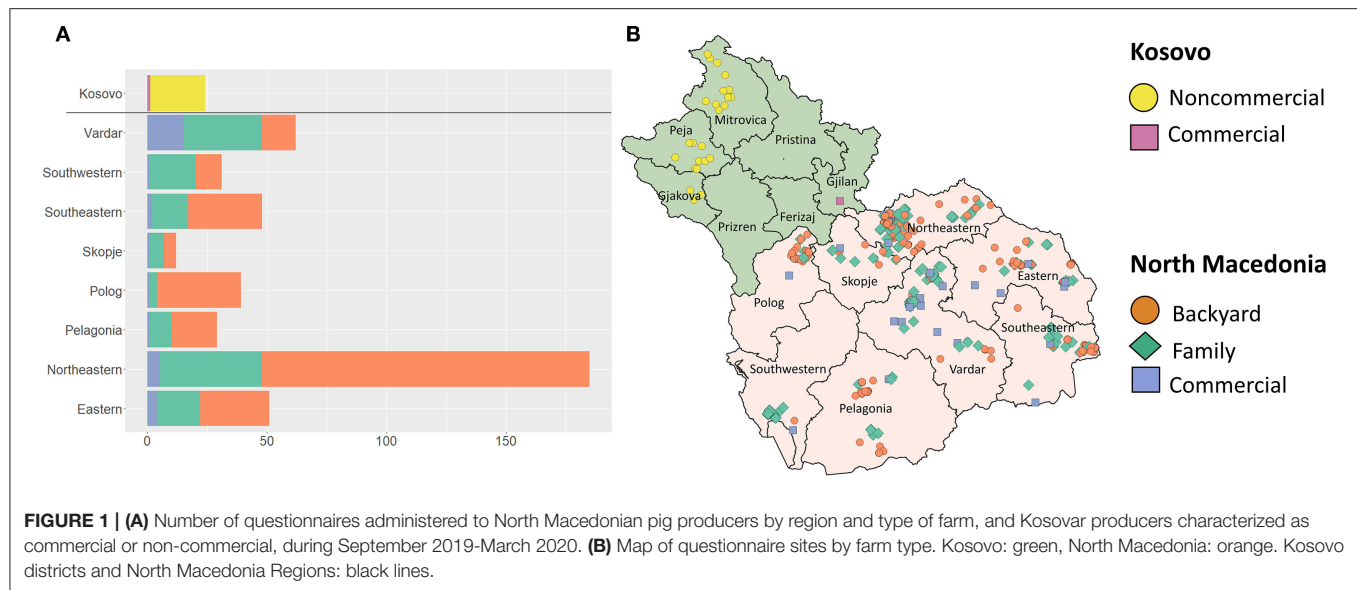 A
Kosovo
Vardar
Southwestern
Southeastern
Skopje
Polog
Pelagonia
Northeastern
Eastern
0
50
100
150
B
Mitrovica
Peja
Pristina
Gjakova
Gjilan
Prizren
Ferizaj
Northeastern
Skopje
Eastern
Polog
Southeastern
Southwestern
Vardar
Pelagonia
Kosovo
Noncommercial
Commercial
North Macedonia
Backyard
Family
Commercial
FIGURE 1 | (A) Number of questionnaires administered to North Macedonian pig producers by region and type of farm, and Kosovar producers characterized as
commercial or non-commercial, during September 2019-March 2020. (B) Map of questionnaire sites by farm type. Kosovo: green, North Macedonia: orange. Kosovo
districts and North Macedonia Regions: black lines.